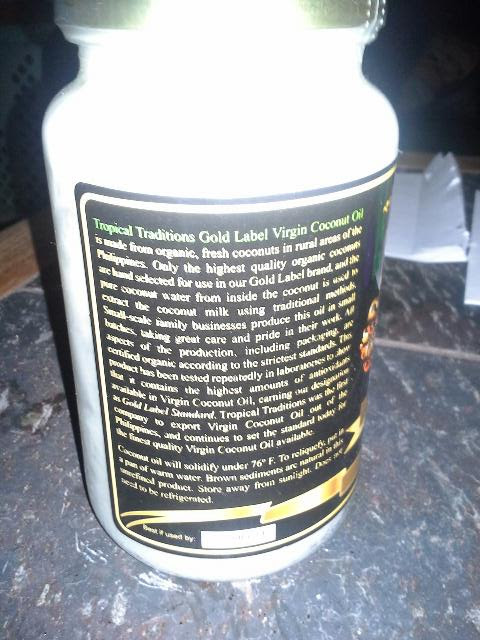 Tropical Traditions Gold Label Virgin Coconut Oil
is made from organic, fresh coconuts in rural areas of the
Philippines. Only the highest quality organic coconuts
are hand selected for use in our Gold Label brand, and the
pure coconut water from inside the coconut is used to
extract the coconut milk using traditional methods.
Small-scale family businesses produce this oil in small
batches, taking great care and pride in their work. All
aspects of the production, including packaging, are
certified organic according to the strictest standards. This
product has been tested repeatedly in laboratories to show
that it contains the highest amounts of antioxidants
available in Virgin Coconut Oil, earning our designation
as Gold Label Standard. Tropical Traditions was the first
company to export Virgin Coconut Oil out of the
Philippines, and continues to set the standard today for
the finest quality Virgin Coconut Oil available.
Coconut oil will solidify under 76° F. To reliquefy, put in
a pan of warm water. Brown sediments are natural in this
unrefined product. Store away from sunlight. Does not
need to be refrigerated.
Best if used by: